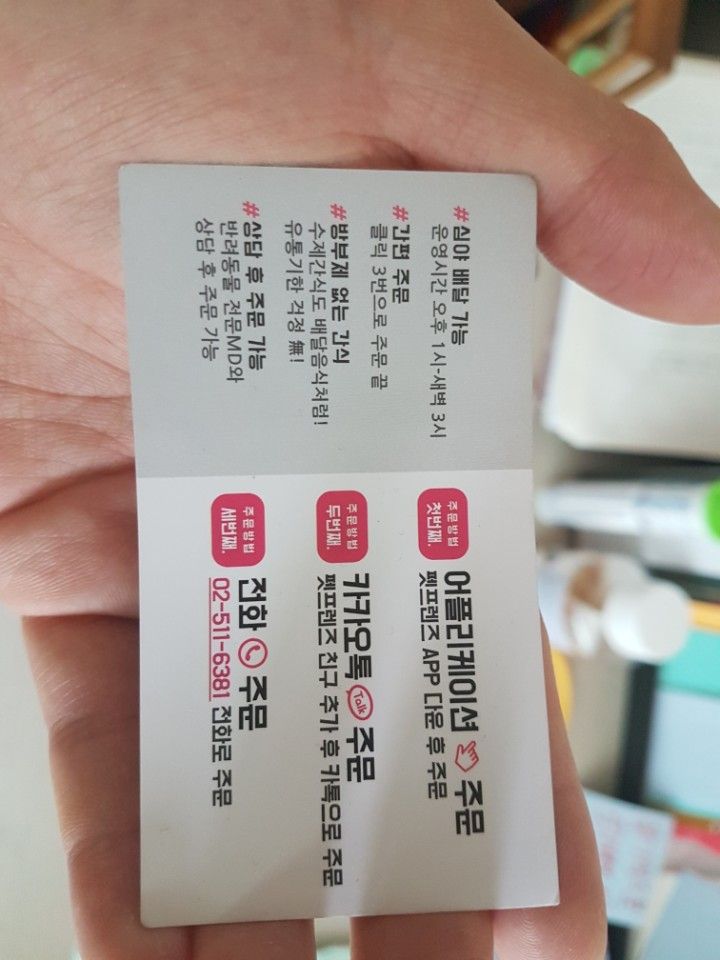 #심야 배달 가능
운영시간 오후 1시-새벽 3시
#간편 주문
클릭 3번으로 주문 끝
#방부제 없는 간식
수제간식도 배달음식처럼!
유통기한 걱정 無!
#상담 후 주문 가능
반려동물 전문MD와
상담 후 주문 가능
주문방법
첫번째.
어플리케이션 주문
펫프렌즈 APP 다운 후 주문
주문방법
두번째.
카카오톡 Talk 주문
펫프렌즈 친구 추가 후 카톡으로 주문
주문방법
세번째.
전화 주문
02-511-6381 전화로 주문